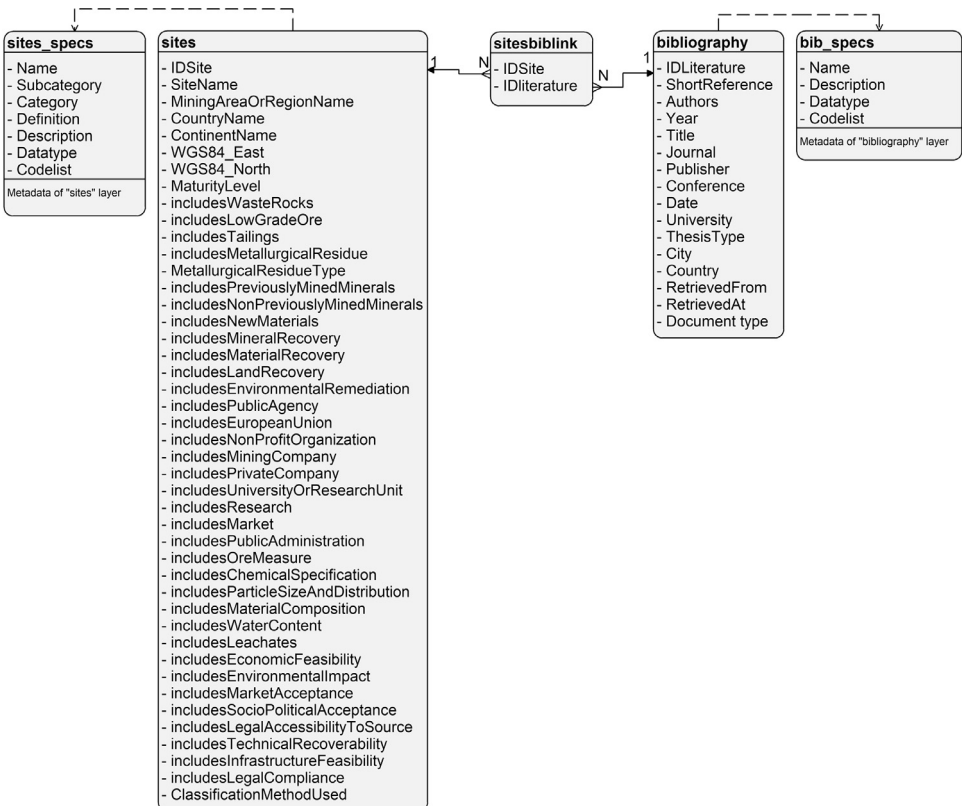 sites_specs
- Name
- Subcategory
- Category
- Definition
- Description
- Datatype
- Codelist
Metadata of "sites" layer
sites
- IDSite
- SiteName
- MiningAreaOrRegionName
- CountryName
- ContinentName
- WGS84_East
- WGS84_North
- MaturityLevel
- includesWasteRocks
- includesLowGradeOre
- includesTailings
- includesMetallurgicalResidue
- MetallurgicalResidueType
- includesPreviouslyMinedMinerals
- includesNonPreviouslyMinedMinerals
- includesNewMaterials
- includesMineralRecovery
- includesMaterialRecovery
- includesLandRecovery
- includesEnvironmentalRemediation
- includesPublicAgency
- includesEuropeanUnion
- includesNonProfitOrganization
- includesMiningCompany
- includesPrivateCompany
- includesUniversityOrResearchUnit
- includesResearch
- includesMarket
- includesPublicAdministration
- includesOreMeasure
- includesChemicalSpecification
- includesParticleSizeAndDistribution
- includesMaterialComposition
- includesWaterContent
- includesLeachates
- includesEconomicFeasibility
- includesEnvironmentalImpact
- includesMarketAcceptance
- includesSocioPoliticalAcceptance
- includesLegalAccessibilityToSource
- includesTechnicalRecoverability
- includesInfrastructureFeasibility
- includesLegalCompliance
- ClassificationMethodUsed
1
N
sitesbiblink
- IDSite
- IDliterature
N
1
bibliography
- IDLiterature
- ShortReference
- Authors
- Year
- Title
- Journal
- Publisher
- Conference
- Date
- University
- ThesisType
- City
- Country
- RetrievedFrom
- RetrievedAt
- Document type
bib_specs
- Name
- Description
- Datatype
- Codelist
Metadata of "bibliography" layer